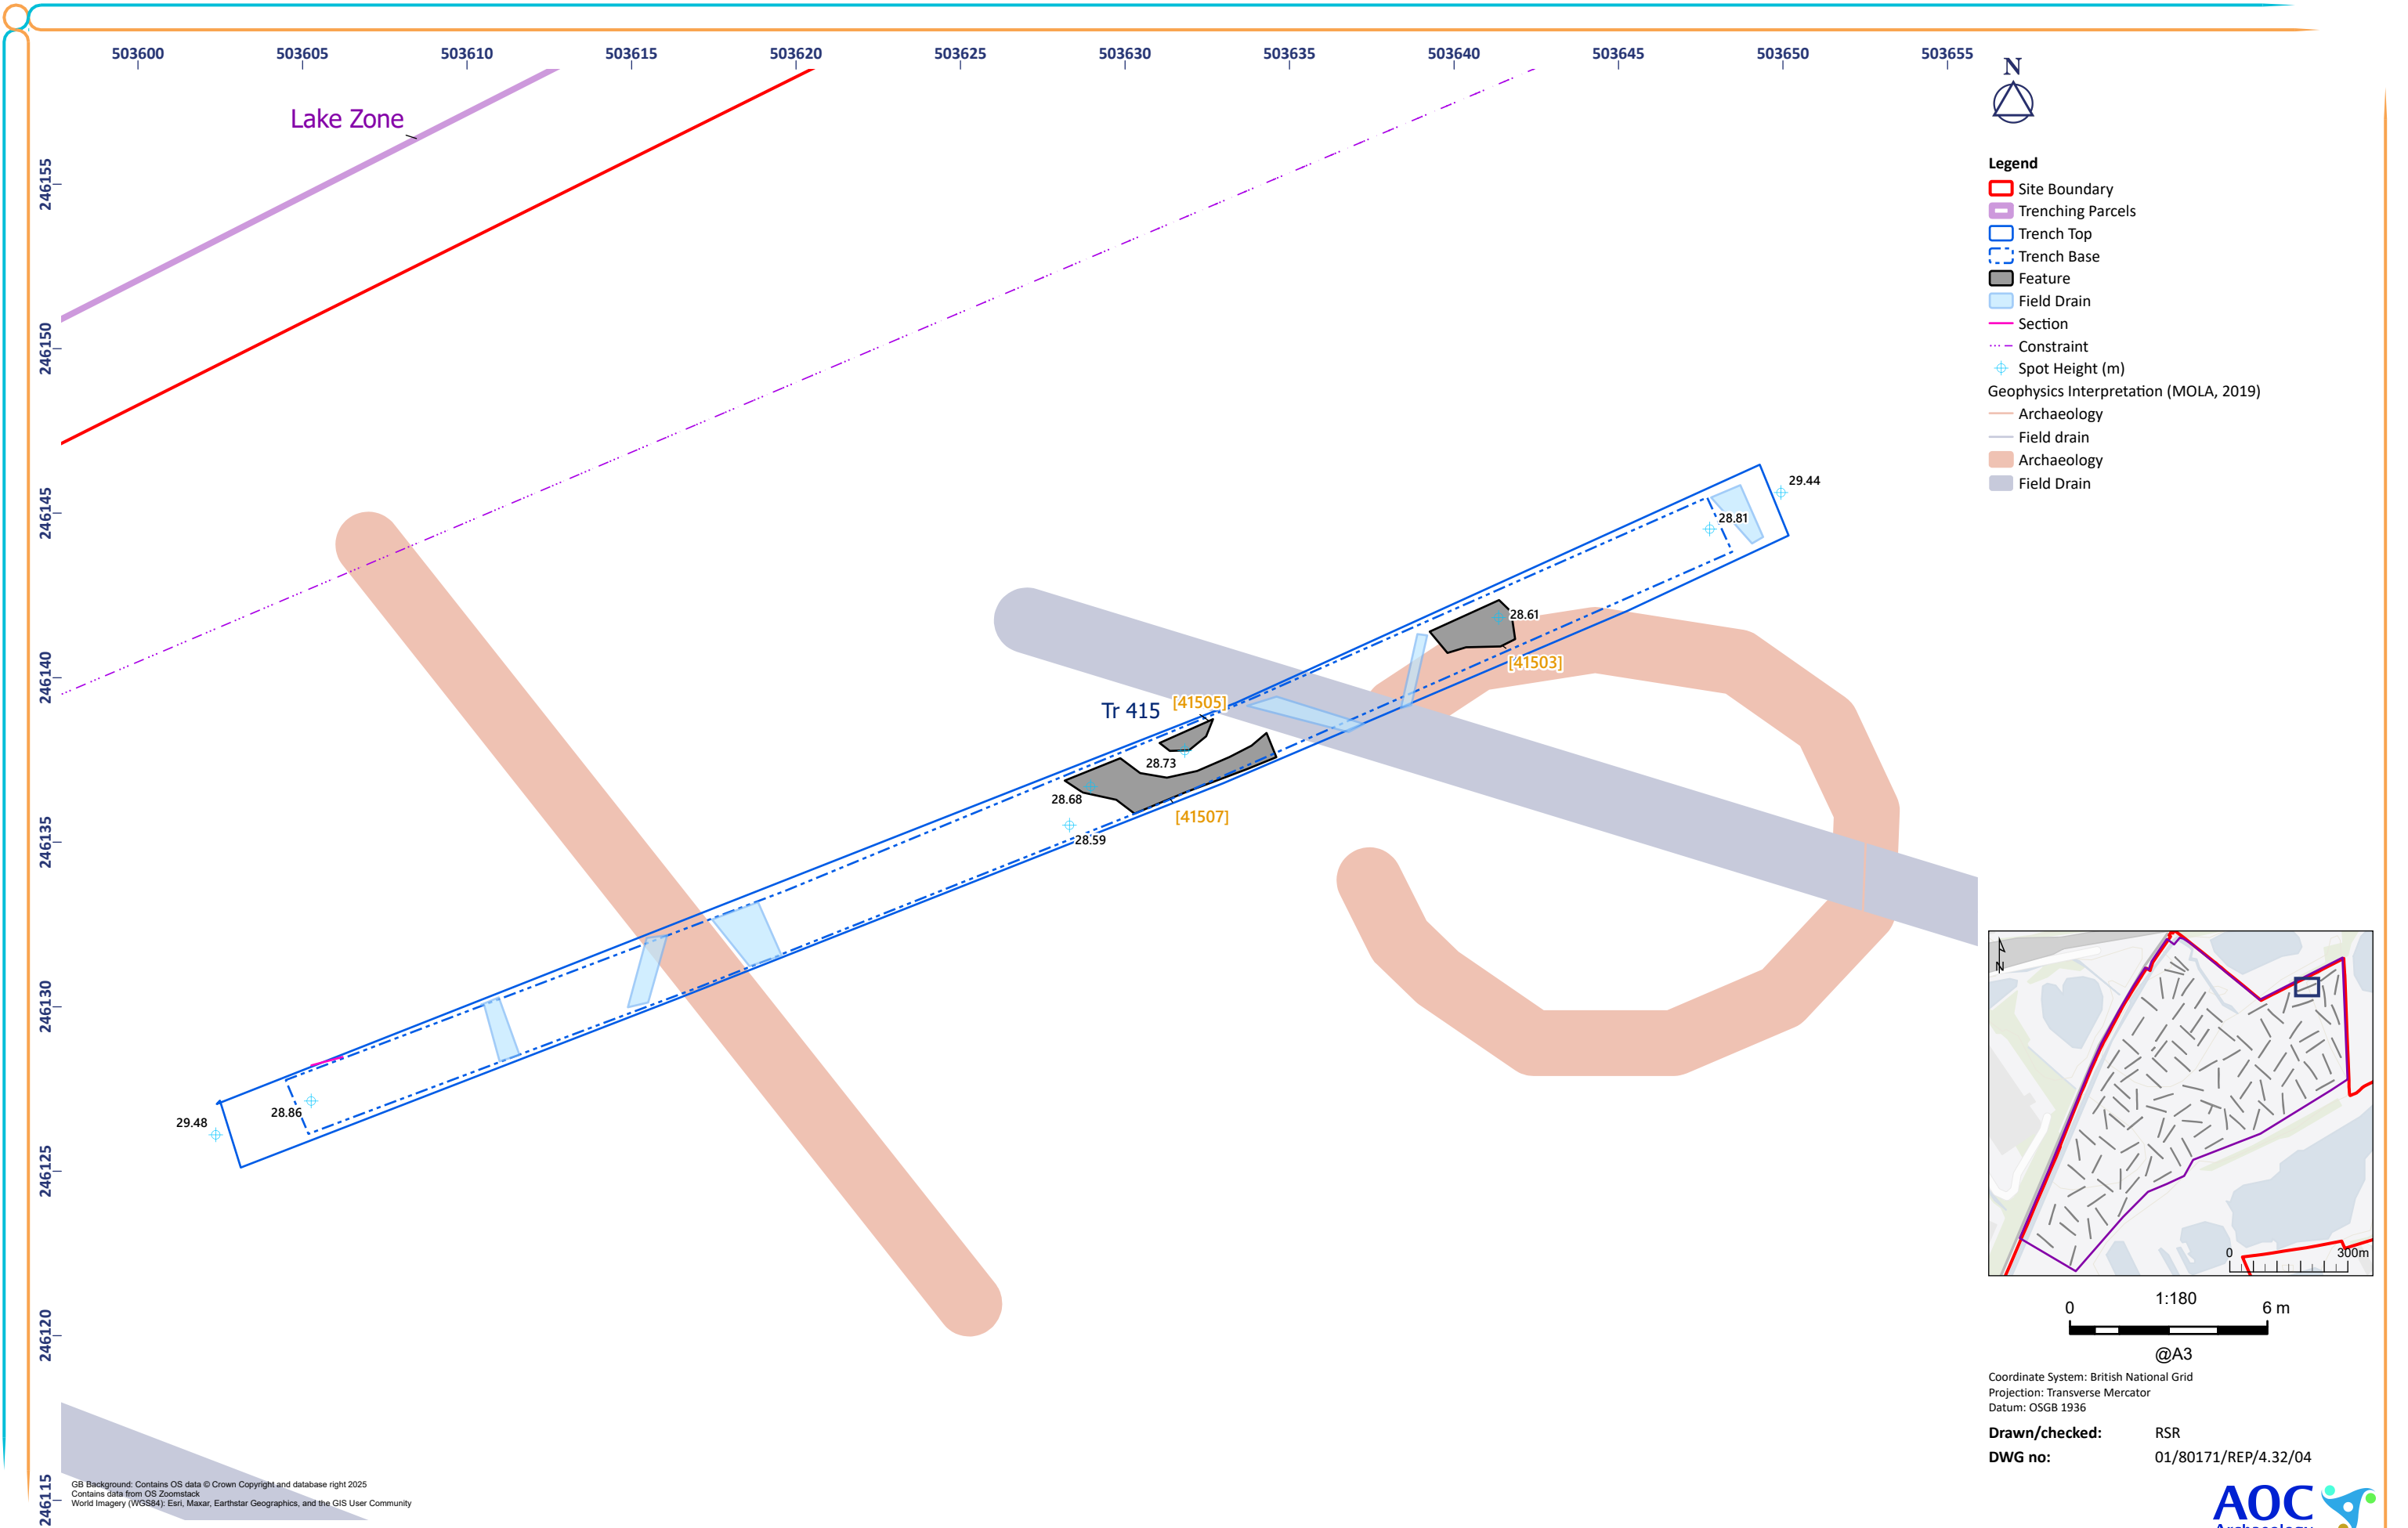 503600 503605 503610 503615 503620 503625 503630 503635 503640 503645 503650 503655
N
Lake Zone
246155
246150
246145
246140
246135
246130
246125
246120
246115
29.44
28.81
28.61
[41503]
Tr 415
[41505]
28.73
28.68
[41507]
28.59
28.86
29.48
Legend
Site Boundary
Trenching Parcels
Trench Top
Trench Base
Feature
Field Drain
Section
Constraint
Spot Height (m)
Geophysics Interpretation (MOLA, 2019)
Archaeology
Field drain
Archaeology
Field Drain
N
0 300m
1:180
0 6 m
@A3
Coordinate System: British National Grid
Projection: Transverse Mercator
Datum: OSGB 1936
Drawn/checked: RSR
DWG no: 01/80171/REP/4.32/04
GB Background: Contains OS data © Crown Copyright and database right 2025
Contains data from OS Zoomstack
World Imagery (WGS84): Esri, Maxar, Earthstar Geographics, and the GIS User Community
AOC